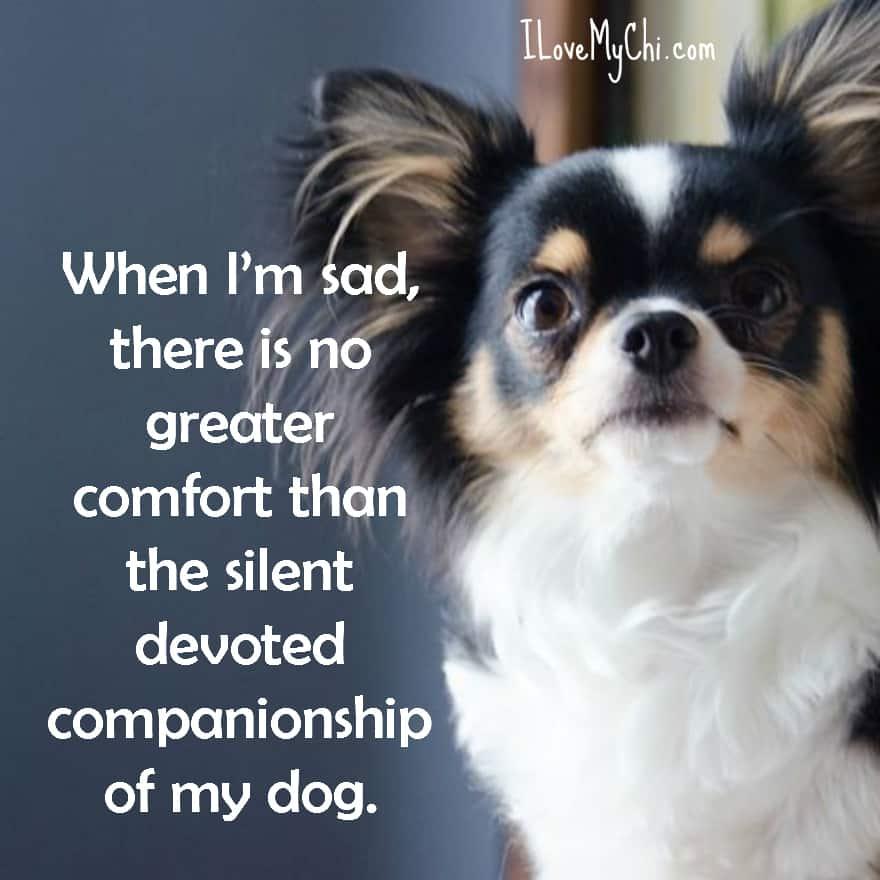 ILoveMyChi.com
When I'm sad,
there is no
greater
comfort than
the silent
devoted
companionship
of my dog.